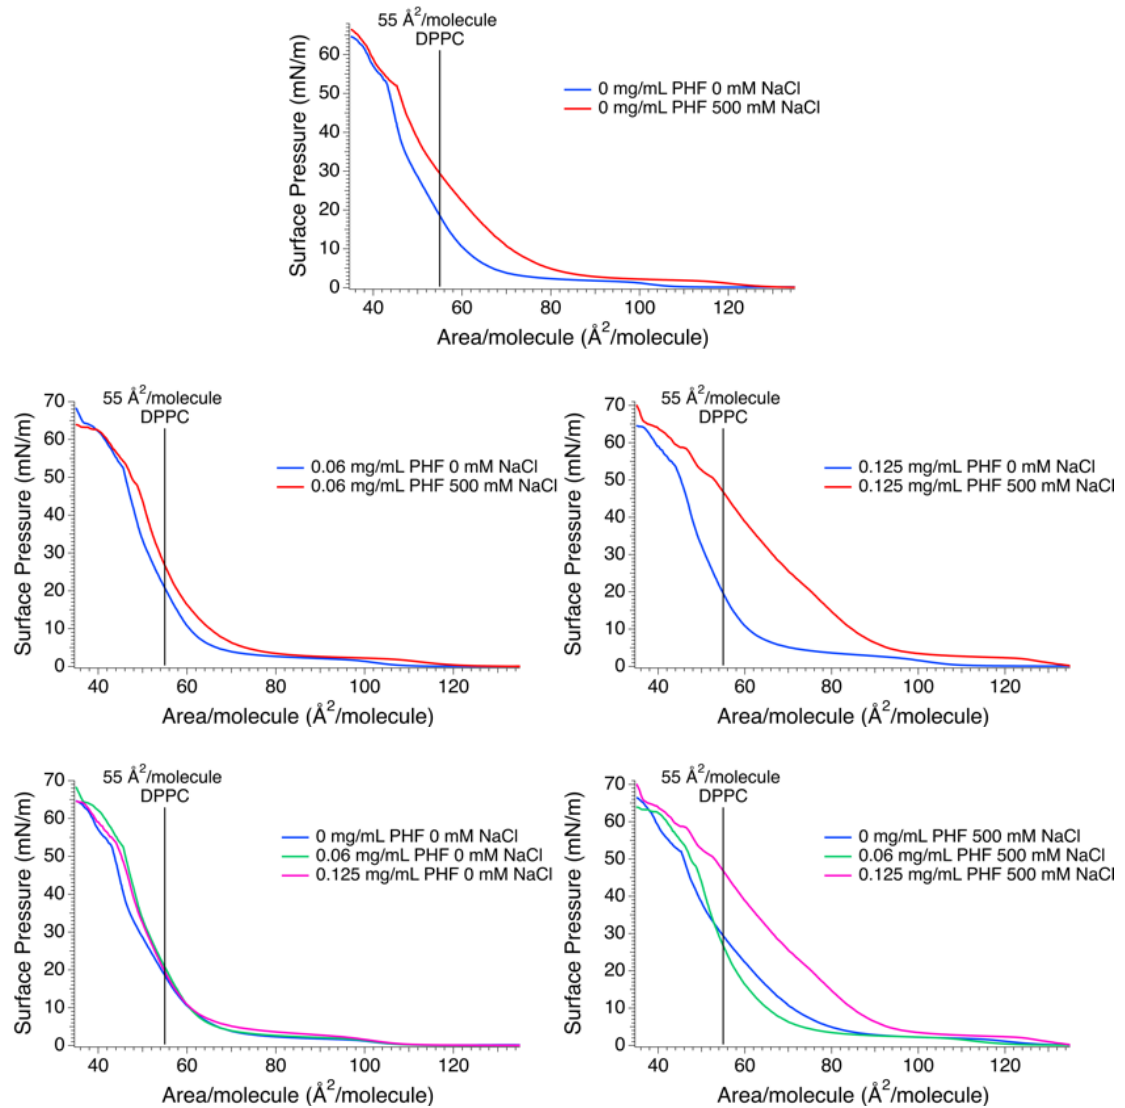 55 Å²/molecule
DPPC
Surface Pressure (mN/m)
60
50
40
30
20
10
0
0 mg/mL PHF 0 mM NaCl
0 mg/mL PHF 500 mM NaCl
40 60 80 100 120
Area/molecule (Å²/molecule)
55 Å²/molecule
DPPC
Surface Pressure (mN/m)
70
60
50
40
30
20
10
0
0.06 mg/mL PHF 0 mM NaCl
0.06 mg/mL PHF 500 mM NaCl
40 60 80 100 120
Area/molecule (Å²/molecule)
55 Å²/molecule
DPPC
Surface Pressure (mN/m)
70
60
50
40
30
20
10
0
0.125 mg/mL PHF 0 mM NaCl
0.125 mg/mL PHF 500 mM NaCl
40 60 80 100 120
Area/molecule (Å²/molecule)
55 Å²/molecule
DPPC
Surface Pressure (mN/m)
70
60
50
40
30
20
10
0
0 mg/mL PHF 0 mM NaCl
0.06 mg/mL PHF 0 mM NaCl
0.125 mg/mL PHF 0 mM NaCl
40 60 80 100 120
Area/molecule (Å²/molecule)
55 Å²/molecule
DPPC
Surface Pressure (mN/m)
70
60
50
40
30
20
10
0
0 mg/mL PHF 500 mM NaCl
0.06 mg/mL PHF 500 mM NaCl
0.125 mg/mL PHF 500 mM NaCl
40 60 80 100 120
Area/molecule (Å²/molecule)